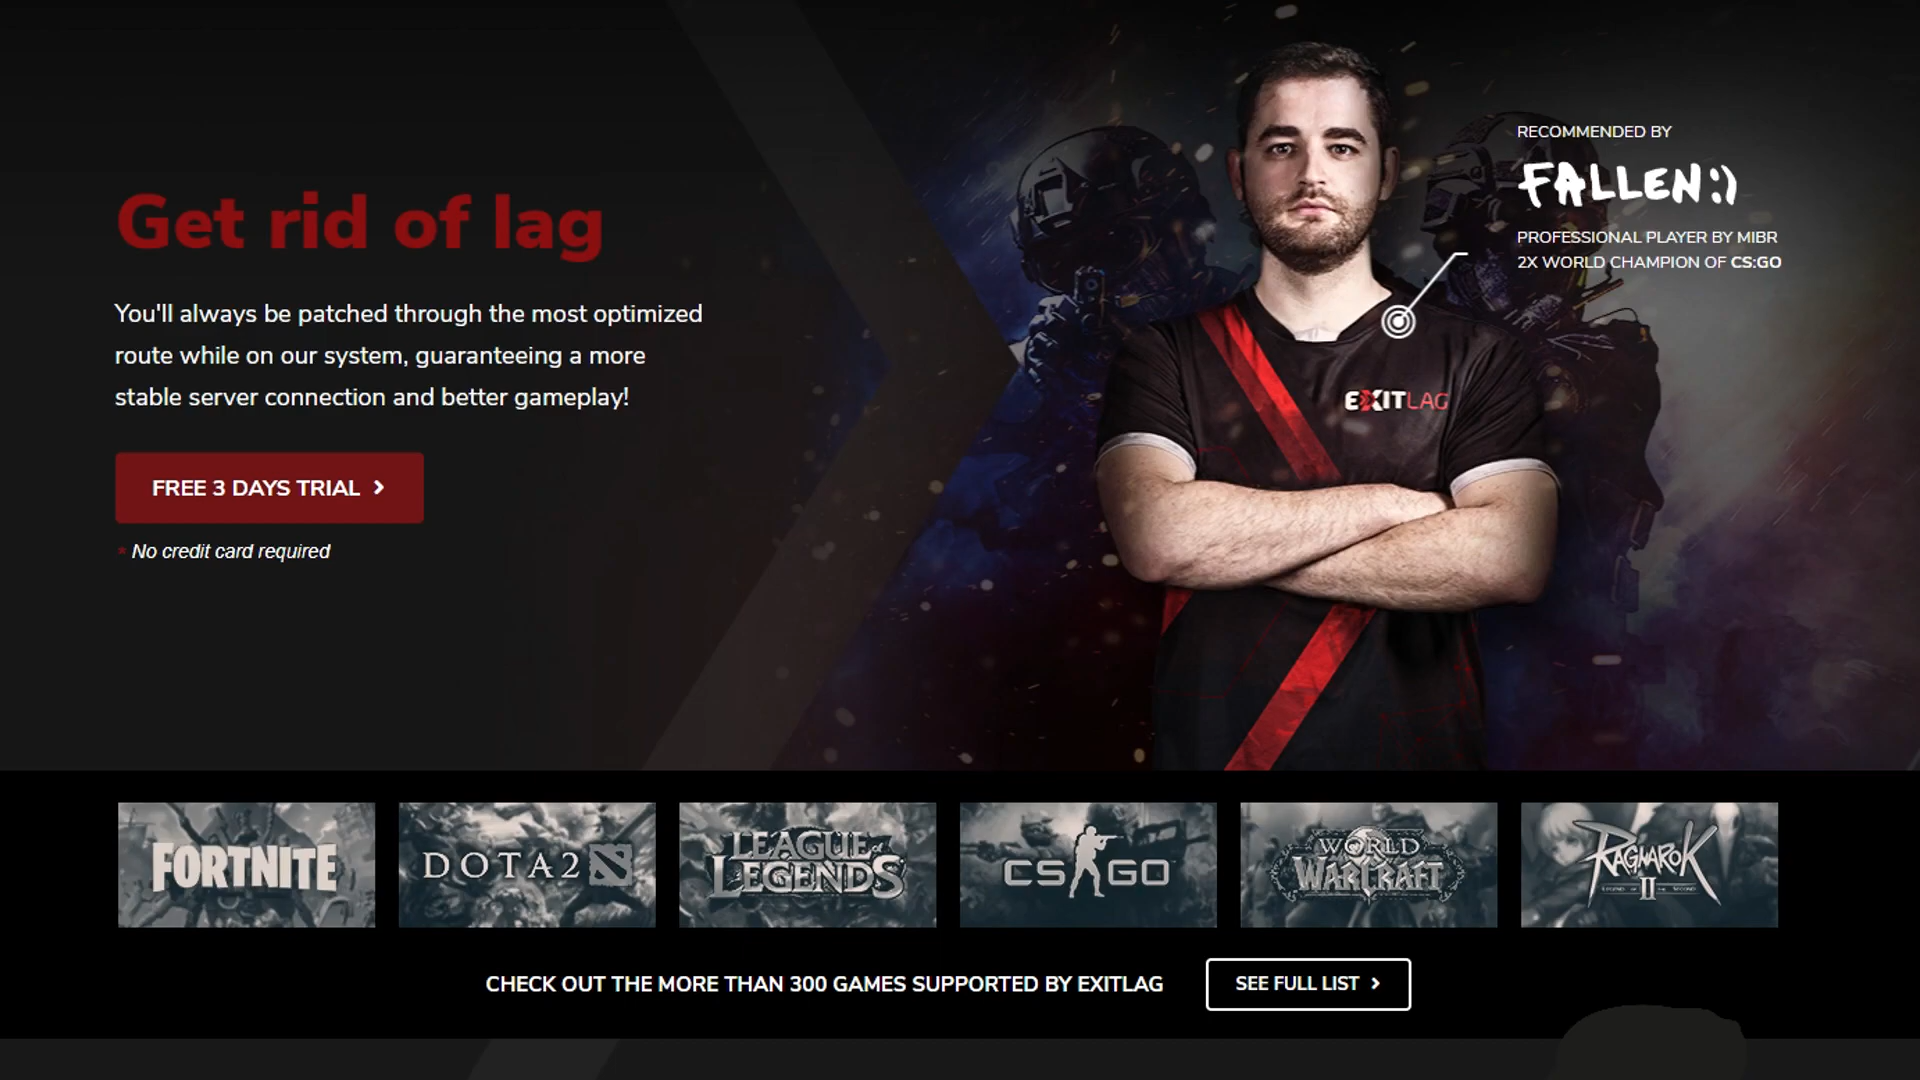 Get rid of lag
You'll always be patched through the most optimized
route while on our system, guaranteeing a more
stable server connection and better gameplay!
FREE 3 DAYS TRIAL
* No credit card required
RECOMMENDED BY
FALLEN:)
PROFESSIONAL PLAYER BY MIBR
2X WORLD CHAMPION OF CS:GO
EXITLAG
FORTNITE
DOTA 2
LEAGUE of
LEGENDS
CS GO
WORLD
WARCRAFT
RAGNAROK
II
LEGEND OF THE SECOND
CHECK OUT THE MORE THAN 300 GAMES SUPPORTED BY EXITLAG
SEE FULL LIST